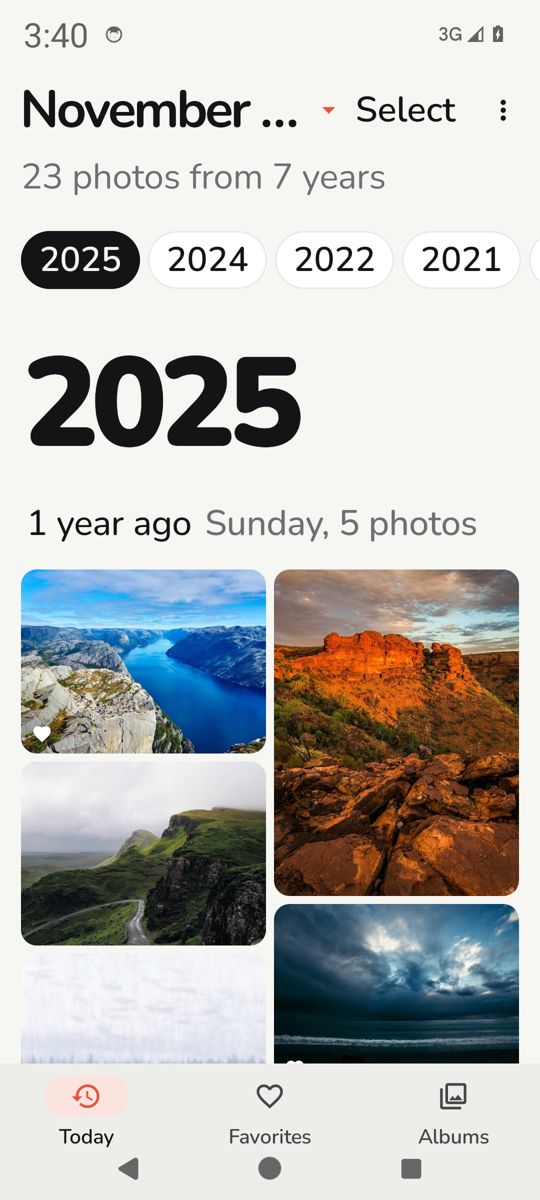 3:40 3G
November ... Select
23 photos from 7 years
2025 2024 2022 2021
2025
1 year ago Sunday, 5 photos
Today Favorites Albums